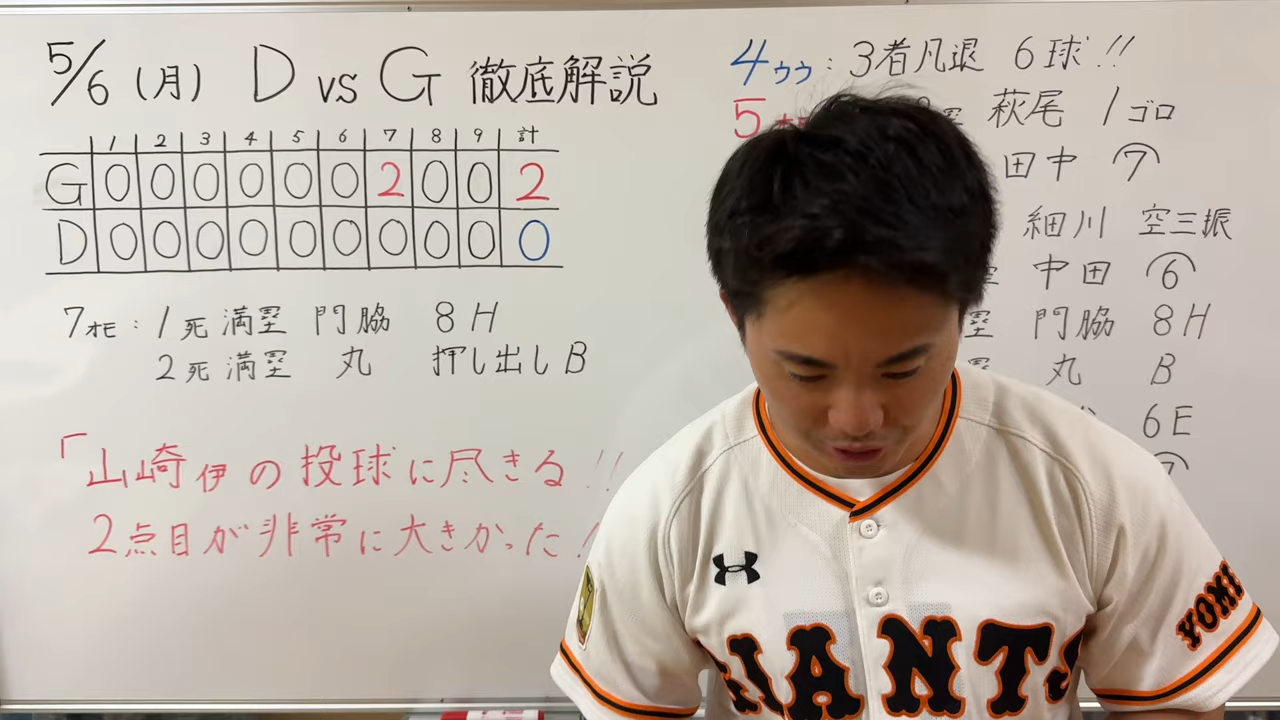 5/6 (月) D vs G 徹底解説
1 2 3 4 5 6 7 8 9 計
G 0 0 0 0 0 0 2 0 0 2
D 0 0 0 0 0 0 0 0 0 0
7オモ: 1死満塁 門脇 8H
2死満塁 丸 押し出しB
「山崎伊の投球に尽きる!!
2点目が非常に大きかった!
4ウラ: 3者凡退 6球!!
5 萩尾 1ゴロ
田中 7
細川 空三振
中田 6
塁 門脇 8H
丸 B
6E
GIANTS
YOMI